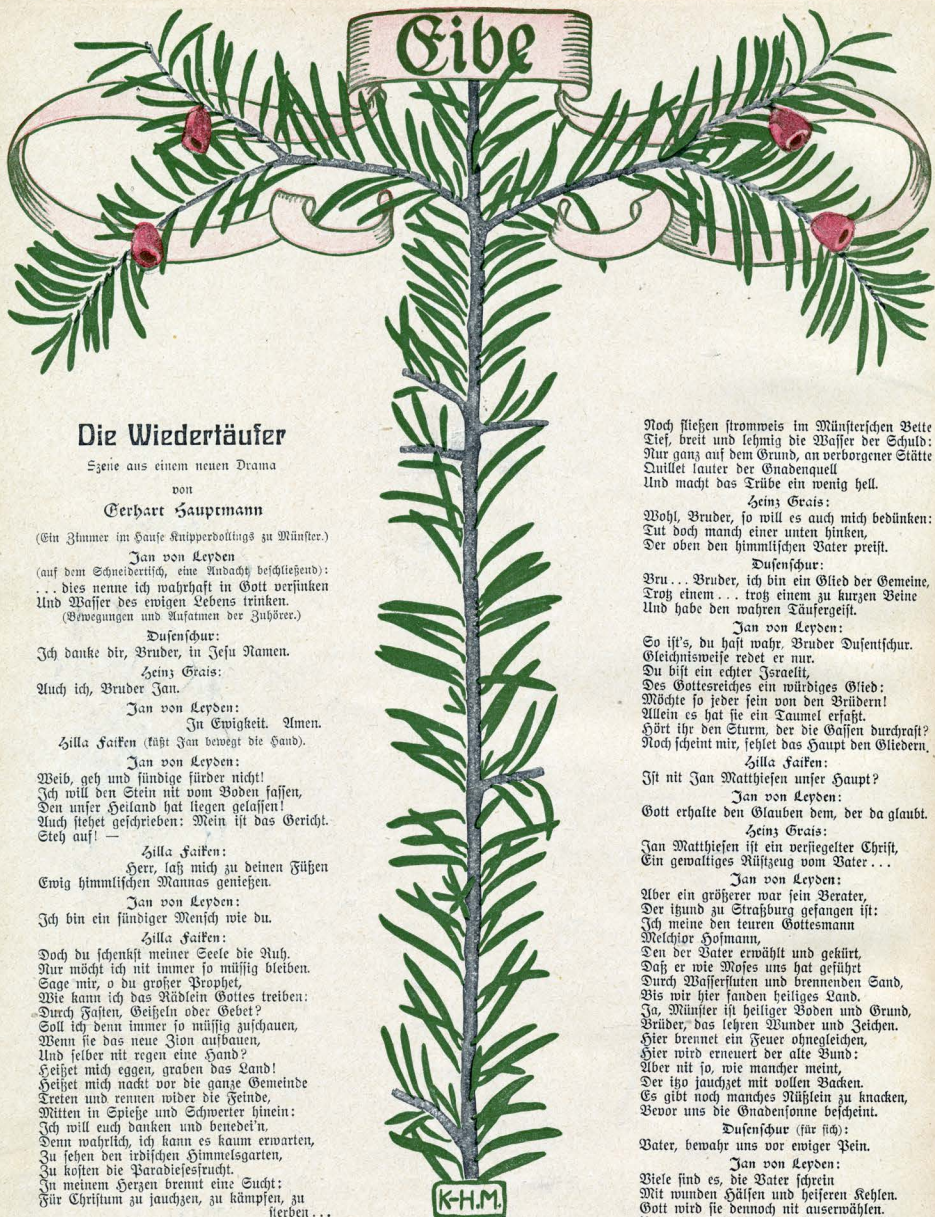 Eibe
Die Wiedertäufer
Szene aus einem neuen Drama
von
Gerhart Hauptmann
(Ein Zimmer im Hause Knipperdollings zu Münster.)
Jan von Leyden
(auf dem Schneidertisch, eine Andacht beschließend):
... dies nenne ich wahrhaft in Gott versinken
Und Wasser des ewigen Lebens trinken.
(Bewegungen und Aufatmen der Zuhörer.)
Dusenschur:
Ich danke dir, Bruder, in Jesu Namen.
Heinz Grais:
Auch ich, Bruder Jan.
Jan von Leyden:
In Ewigkeit. Amen.
Hilla Faiken (küßt Jan bewegt die Hand).
Jan von Leyden:
Weib, geh und sündige fürder nicht!
Ich will den Stein nit vom Boden fassen,
Den unser Heiland hat liegen gelassen!
Auch stehet geschrieben: Mein ist das Gericht.
Steh auf! —
Hilla Faiken:
Herr, laß mich zu deinen Füßen
Ewig himmlischen Mannas genießen.
Jan von Leyden:
Ich bin ein sündiger Mensch wie du.
Hilla Faiken:
Doch du schenkst meiner Seele die Ruh.
Nur möcht ich nit immer so müssig bleiben.
Sage mir, o du großer Prophet,
Wie kann ich das Rädlein Gottes treiben:
Durch Fasten, Geißeln oder Gebet?
Soll ich denn immer so müssig zuschauen,
Wenn sie das neue Zion aufbauen,
Und selber nit regen eine Hand?
Heißet mich eggen, graben das Land!
Heißet mich nackt vor die ganze Gemeinde
Treten und rennen wider die Feinde,
Mitten in Spieße und Schwerter hinein:
Ich will euch danken und benedei'n,
Denn wahrlich, ich kann es kaum erwarten,
Zu sehen den irdischen Himmelsgarten,
Zu kosten die Paradiesesfrucht.
In meinem Herzen brennt eine Sucht:
Für Christum zu jauchzen, zu kämpfen, zu
sterben ...
Noch fließen stromweis im Münsterschen Bette
Tief, breit und lehmig die Wasser der Schuld:
Nur ganz auf dem Grund, an verborgener Stätte
Quillet lauter der Gnadenquell
Und macht das Trübe ein wenig hell.
Heinz Grais:
Wohl, Bruder, so will es auch mich bedünken:
Tut doch manch einer unten hinken,
Der oben den himmlischen Vater preist.
Dusenschur:
Bru ... Bruder, ich bin ein Glied der Gemeine,
Trotz einem ... trotz einem zu kurzen Beine
Und habe den wahren Täufergeist.
Jan von Leyden:
So ist's, du hast wahr, Bruder Dusentschur.
Gleichnisweise redet er nur.
Du bist ein echter Israelit,
Des Gottesreiches ein würdiges Glied:
Möchte so jeder sein von den Brüdern!
Allein es hat sie ein Taumel erfaßt.
Hört ihr den Sturm, der die Gassen durchrast?
Noch scheint mir, fehlet das Haupt den Gliedern.
Hilla Faiken:
Ist nit Jan Matthiesen unser Haupt?
Jan von Leyden:
Gott erhalte den Glauben dem, der da glaubt.
Heinz Grais:
Jan Matthiesen ist ein versiegelter Christ,
Ein gewaltiges Rüstzeug vom Vater ...
Jan von Leyden:
Aber ein größerer war sein Berater,
Der itzund zu Straßburg gefangen ist:
Ich meine den teuren Gottesmann
Melchior Hofmann,
Den der Vater erwählt und gekürt,
Daß er wie Moses uns hat geführt
Durch Wasserfluten und brennenden Sand,
Bis wir hier fanden heiliges Land.
Ja, Münster ist heiliger Boden und Grund,
Brüder, das lehren Wunder und Zeichen.
Hier brennet ein Feuer ohnegleichen,
Hier wird erneuert der alte Bund:
Aber nit so, wie mancher meint,
Der itzo jauchzet mit vollen Backen.
Es gibt noch manches Nüßlein zu knacken,
Bevor uns die Gnadensonne bescheint.
Dusenschur (für sich):
Vater, bewahr uns vor ewiger Pein.
Jan von Leyden:
Viele sind es, die Vater schrein
Mit wunden Hälsen und heiseren Kehlen.
Gott wird sie dennoch nit auserwählen.
K-H.M.